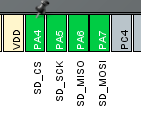 VDD
PA4
PA5
PA6
PA7
PC4
SD_CS
SD_SCK
SD_MISO
SD_MOSI